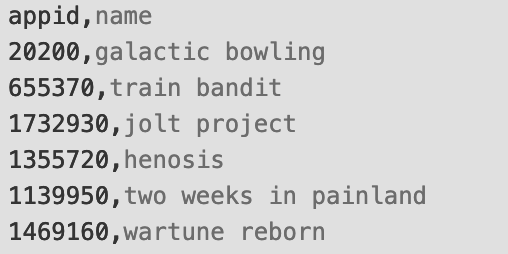 appid,name
20200,galactic bowling
655370,train bandit
1732930,jolt project
1355720,henosis
1139950,two weeks in painland
1469160,wartune reborn